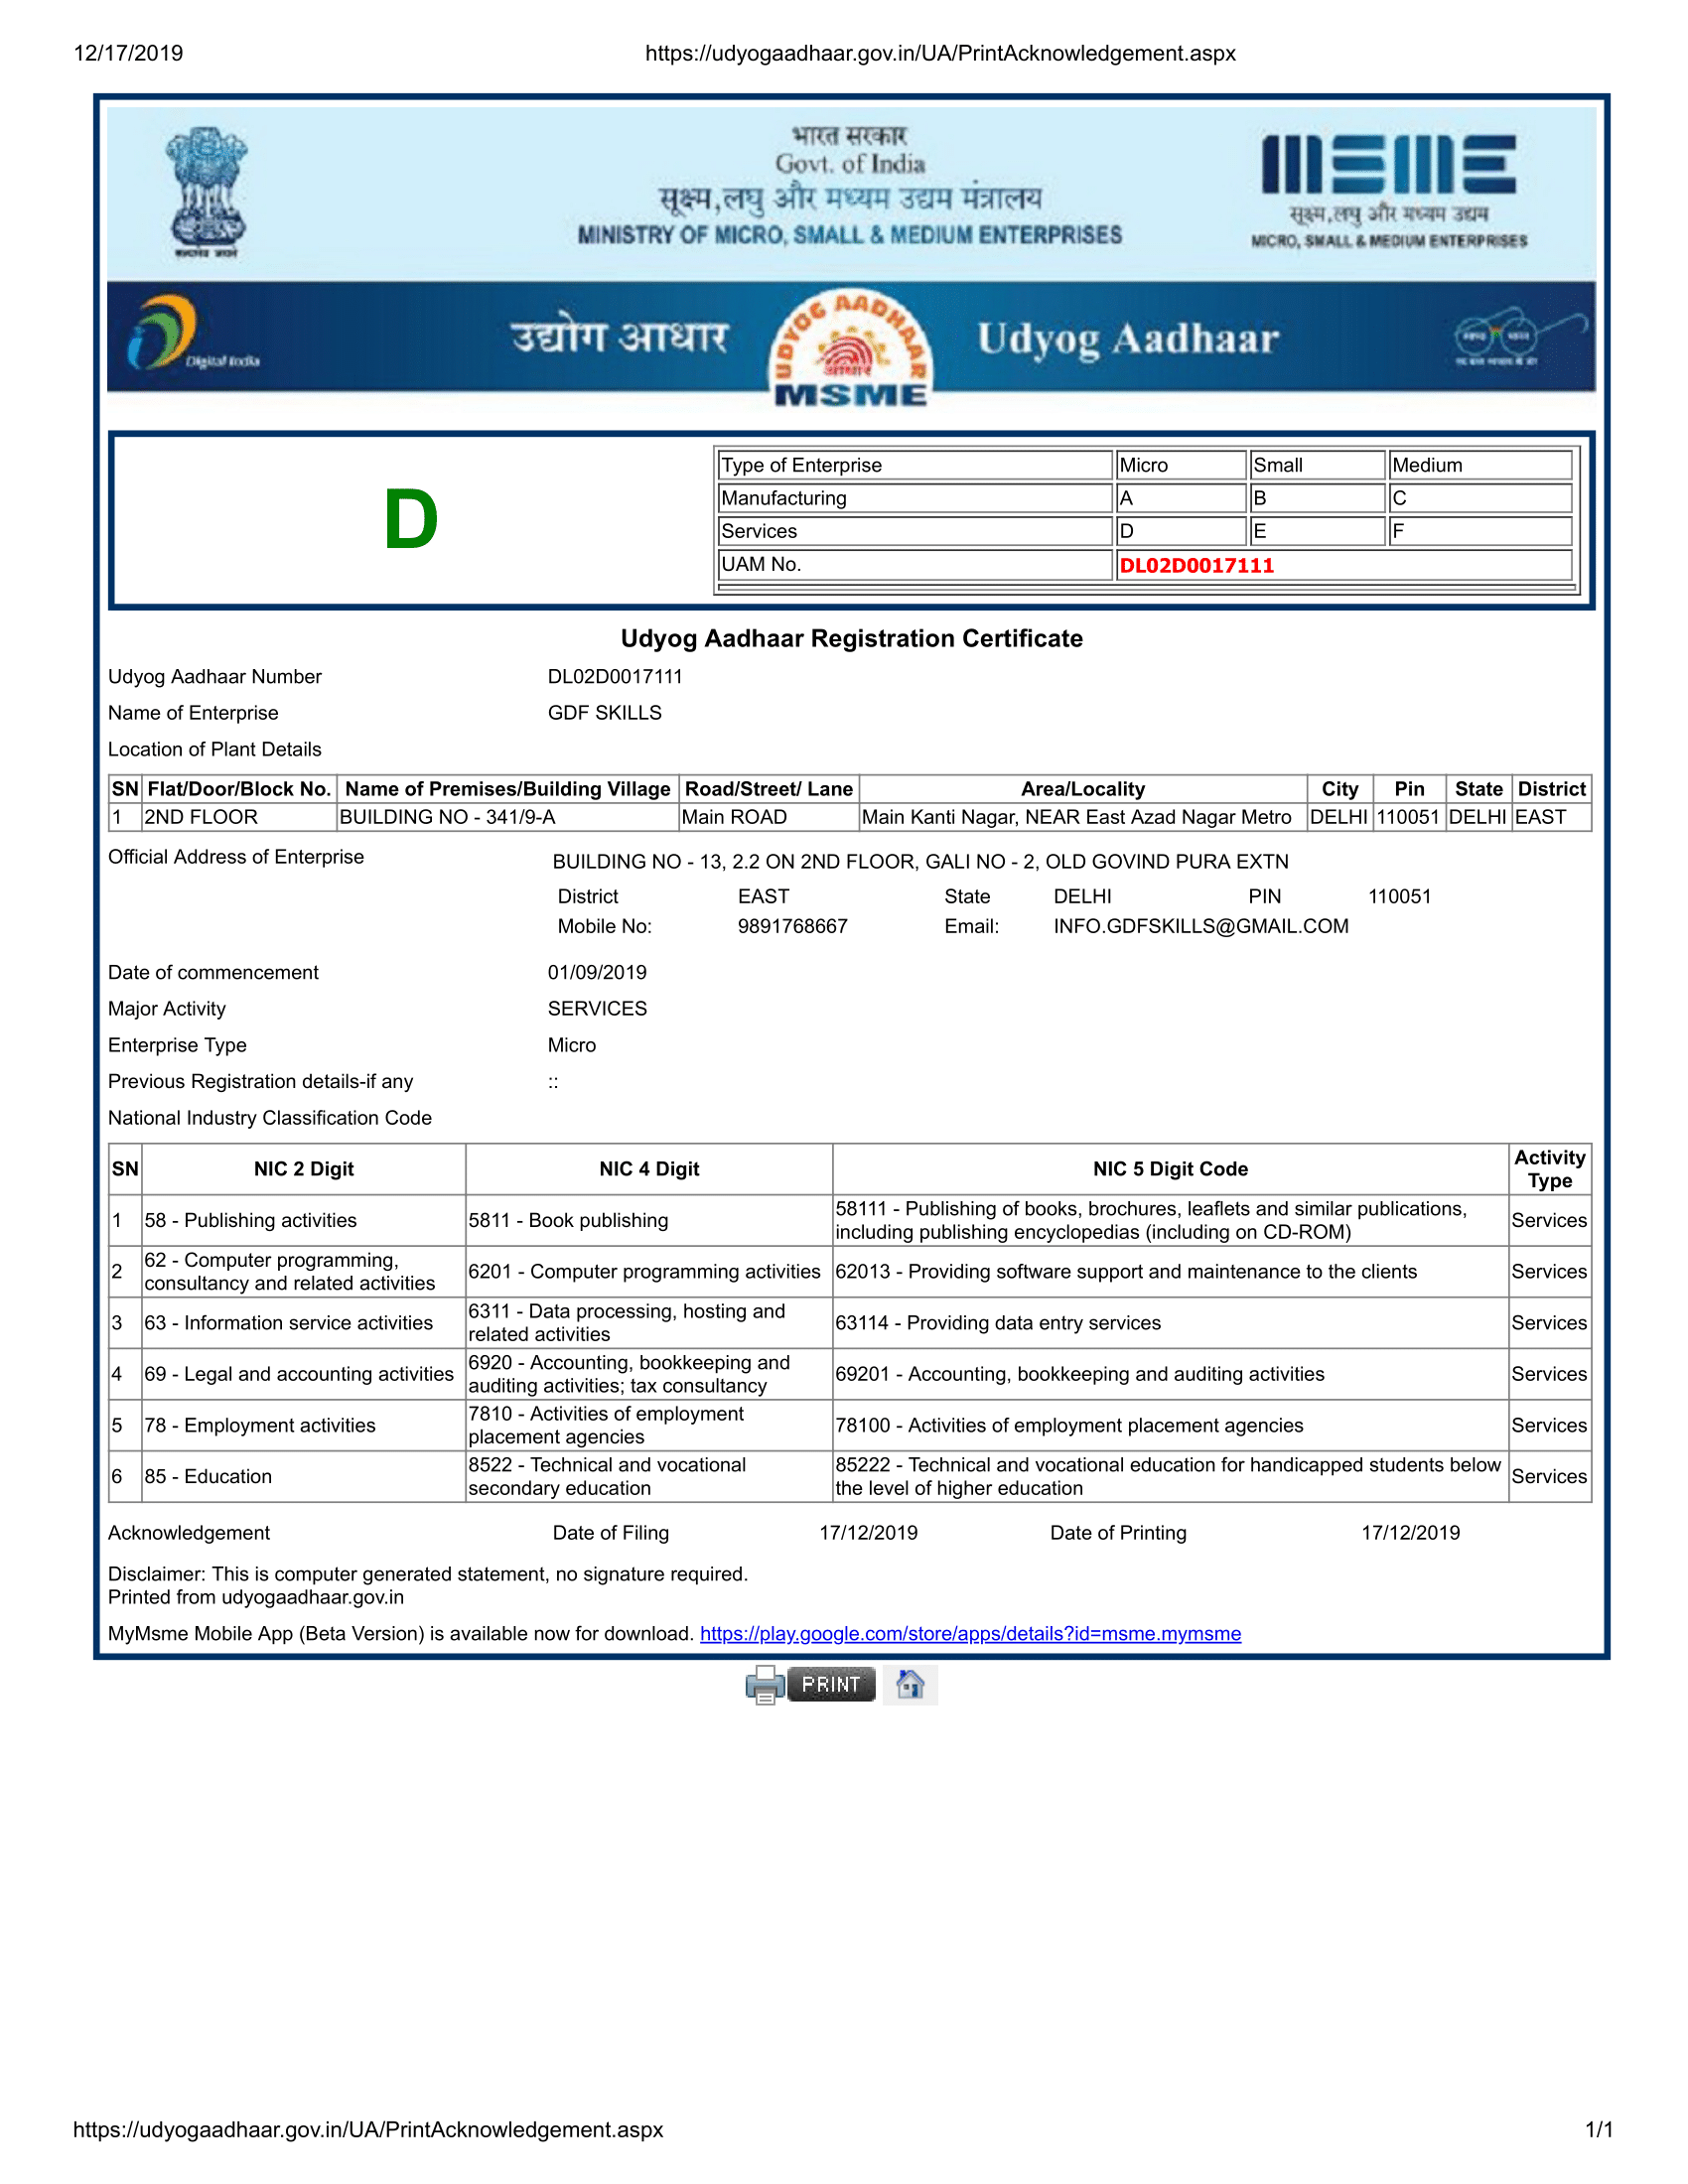 12/17/2019 https://udyogaadhaar.gov.in/UA/PrintAcknowledgement.aspx
भारत सरकार
Govt. of India
सूक्ष्म,लघु और मध्यम उद्यम मंत्रालय
MINISTRY OF MICRO, SMALL & MEDIUM ENTERPRISES
सत्यमेव जयते
MSME
सूक्ष्म,लघु और मध्यम उद्यम
MICRO, SMALL & MEDIUM ENTERPRISES
Digital India
उद्योग आधार
UDYOG AADHAAR
आधार
MSME
Udyog Aadhaar
D
Type of Enterprise Micro Small Medium
Manufacturing A B C
Services D E F
UAM No. DL02D0017111
Udyog Aadhaar Registration Certificate
Udyog Aadhaar Number DL02D0017111
Name of Enterprise GDF SKILLS
Location of Plant Details
SN Flat/Door/Block No. Name of Premises/Building Village Road/Street/ Lane Area/Locality City Pin State District
1 2ND FLOOR BUILDING NO - 341/9-A Main ROAD Main Kanti Nagar, NEAR East Azad Nagar Metro DELHI 110051 DELHI EAST
Official Address of Enterprise BUILDING NO - 13, 2.2 ON 2ND FLOOR, GALI NO - 2, OLD GOVIND PURA EXTN
District EAST State DELHI PIN 110051
Mobile No: 9891768667 Email: INFO.GDFSKILLS@GMAIL.COM
Date of commencement 01/09/2019
Major Activity SERVICES
Enterprise Type Micro
Previous Registration details-if any ::
National Industry Classification Code
SN NIC 2 Digit NIC 4 Digit NIC 5 Digit Code Activity Type
1 58 - Publishing activities 5811 - Book publishing 58111 - Publishing of books, brochures, leaflets and similar publications, including publishing encyclopedias (including on CD-ROM) Services
2 62 - Computer programming, consultancy and related activities 6201 - Computer programming activities 62013 - Providing software support and maintenance to the clients Services
3 63 - Information service activities 6311 - Data processing, hosting and related activities 63114 - Providing data entry services Services
4 69 - Legal and accounting activities 6920 - Accounting, bookkeeping and auditing activities; tax consultancy 69201 - Accounting, bookkeeping and auditing activities Services
5 78 - Employment activities 7810 - Activities of employment placement agencies 78100 - Activities of employment placement agencies Services
6 85 - Education 8522 - Technical and vocational secondary education 85222 - Technical and vocational education for handicapped students below the level of higher education Services
Acknowledgement Date of Filing 17/12/2019 Date of Printing 17/12/2019
Disclaimer: This is computer generated statement, no signature required.
Printed from udyogaadhaar.gov.in
MyMsme Mobile App (Beta Version) is available now for download. https://play.google.com/store/apps/details?id=msme.mymsme
PRINT
https://udyogaadhaar.gov.in/UA/PrintAcknowledgement.aspx 1/1